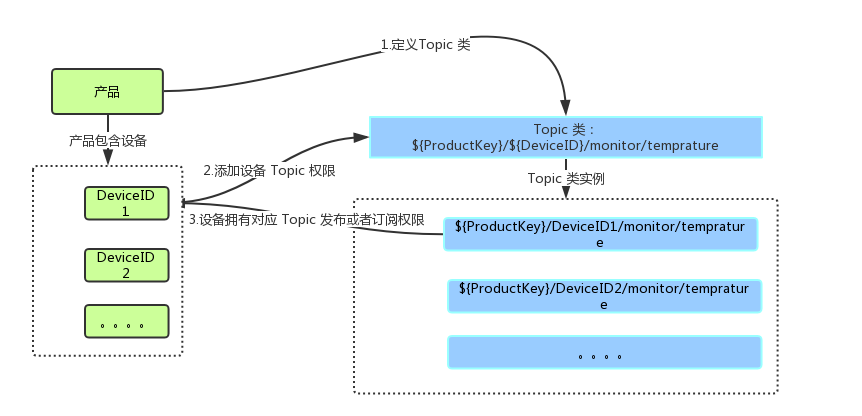 1.定义Topic 类
产品
Topic 类：
${ProductKey}/${DeviceID}/monitor/temprature
产品包含设备
2.添加设备 Topic 权限
Topic 类实例
DeviceID
1
3.设备拥有对应 Topic 发布或者订阅权限
${ProductKey}/DeviceID1/monitor/tempratur
e
DeviceID
2
${ProductKey}/DeviceID2/monitor/tempratur
e
。。。。
。。。。